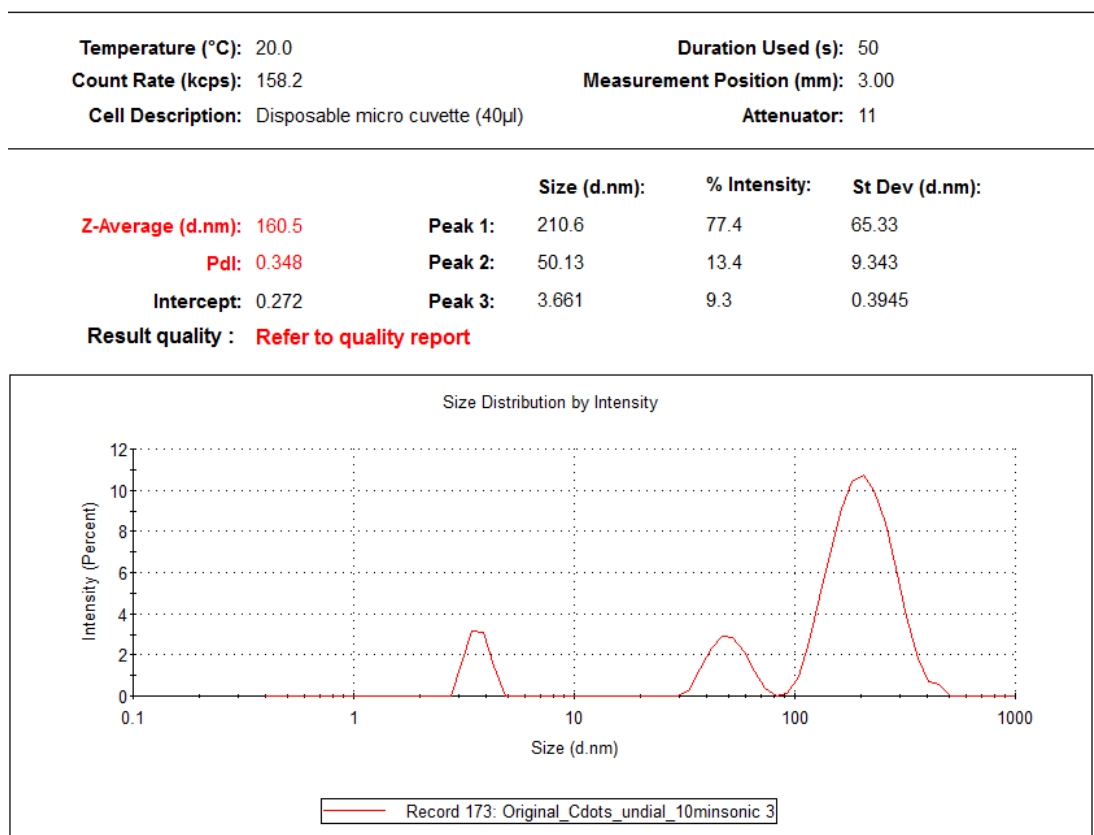 Temperature (°C): 20.0 Duration Used (s): 50
Count Rate (kcps): 158.2 Measurement Position (mm): 3.00
Cell Description: Disposable micro cuvette (40µl) Attenuator: 11
Size (d.nm): % Intensity: St Dev (d.nm):
Z-Average (d.nm): 160.5 Peak 1: 210.6 77.4 65.33
PdI: 0.348 Peak 2: 50.13 13.4 9.343
Intercept: 0.272 Peak 3: 3.661 9.3 0.3945
Result quality : Refer to quality report
Size Distribution by Intensity
Intensity (Percent)
12
10
8
6
4
2
0
0.1 1 10 100 1000
Size (d.nm)
Record 173: Original_Cdots_undial_10minsonic 3